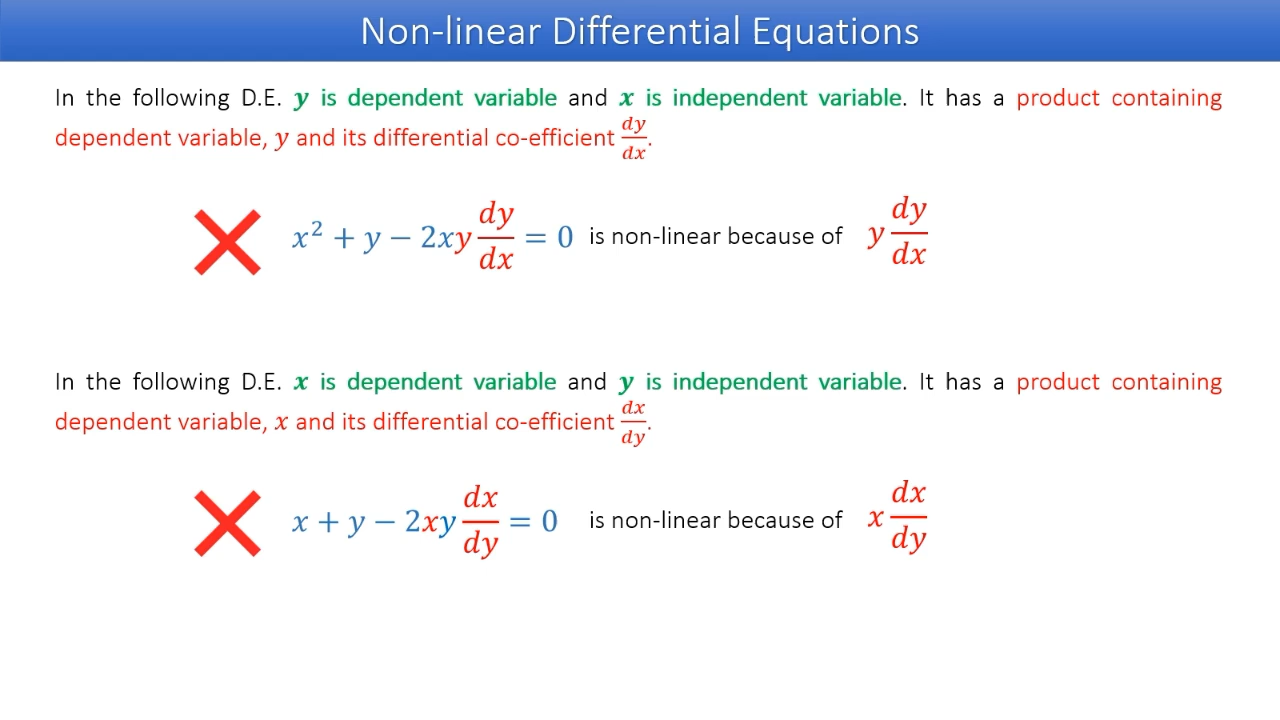 Non-linear Differential Equations
In the following D.E. y is dependent variable and x is independent variable. It has a product containing
dependent variable, y and its differential co-efficient dy/dx.
x² + y − 2xy dy/dx = 0 is non-linear because of y dy/dx
In the following D.E. x is dependent variable and y is independent variable. It has a product containing
dependent variable, x and its differential co-efficient dx/dy.
x + y − 2xy dx/dy = 0 is non-linear because of x dx/dy